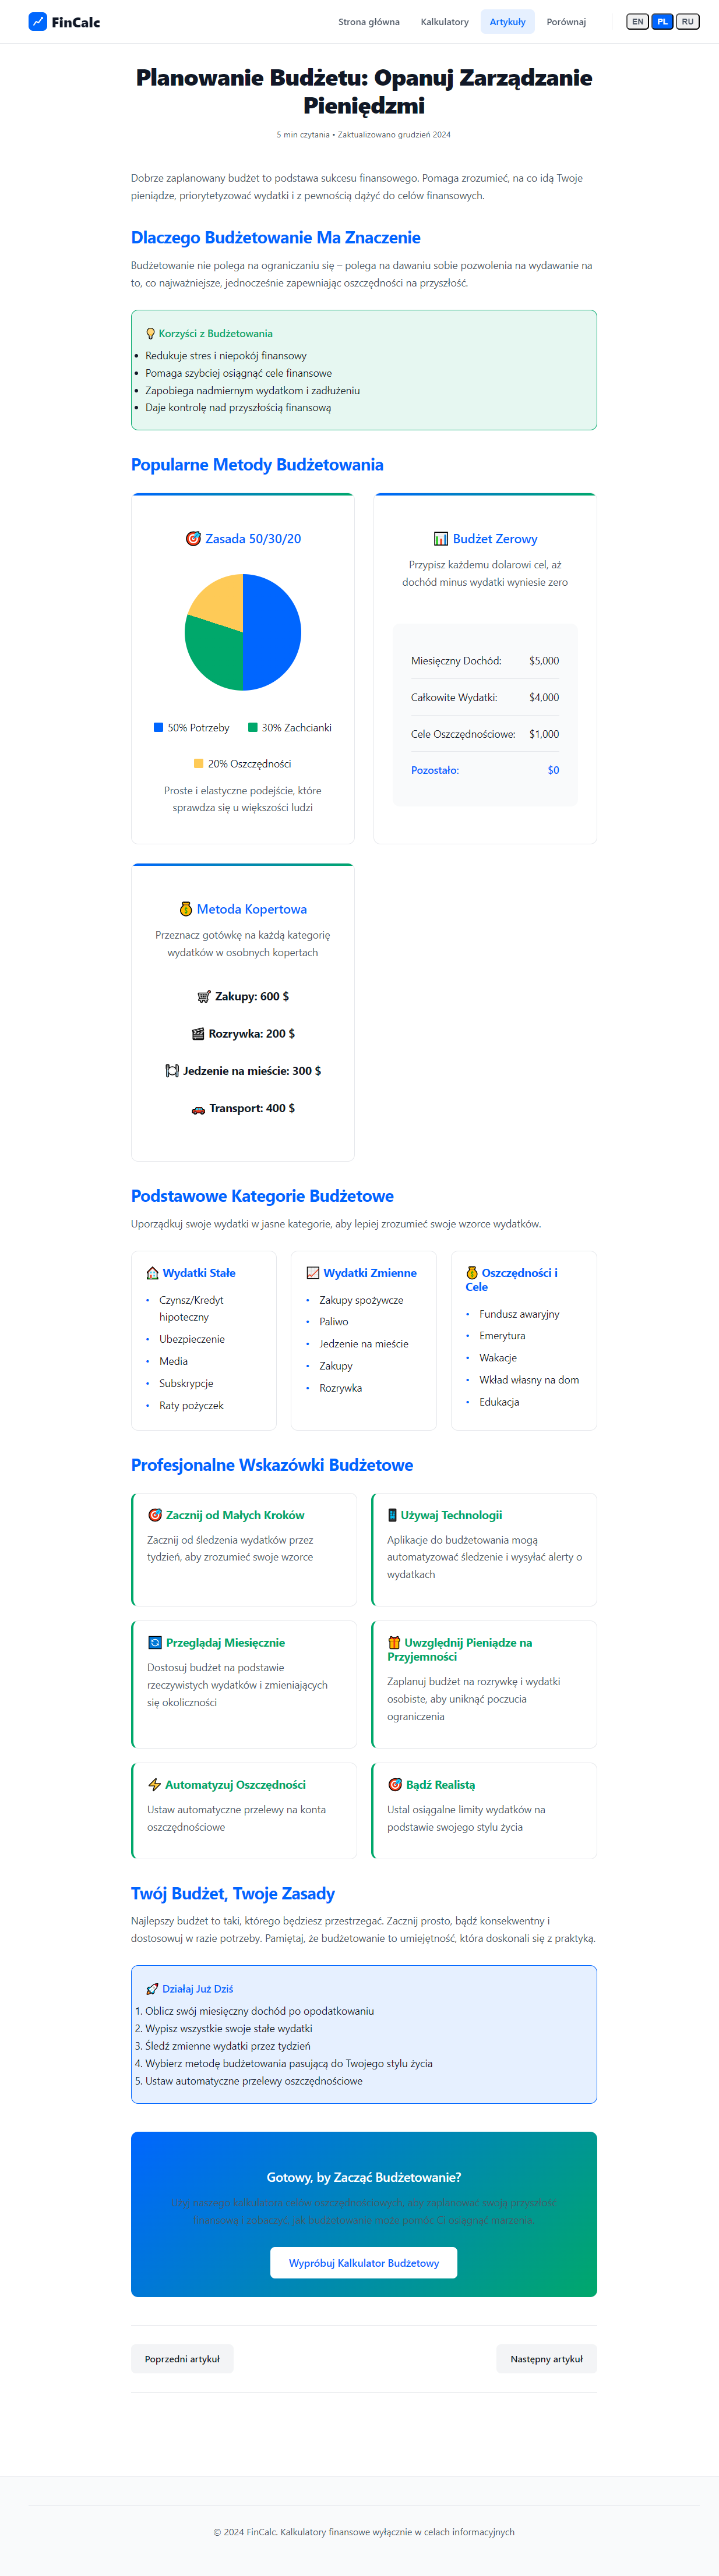 FinCalc
Strona główna
Kalkulatory
Artykuły
Porównaj
EN
PL
RU
Planowanie Budżetu: Opanuj Zarządzanie
Pieniędzmi
5 min czytania • Zaktualizowano grudzień 2024
Dobrze zaplanowany budżet to podstawa sukcesu finansowego. Pomaga zrozumieć, na co idą Twoje
pieniądze, priorytetyzować wydatki i z pewnością dążyć do celów finansowych.
Dlaczego Budżetowanie Ma Znaczenie
Budżetowanie nie polega na ograniczaniu się – polega na dawaniu sobie pozwolenia na wydawanie na
to, co najważniejsze, jednocześnie zapewniając oszczędności na przyszłość.
💡 Korzyści z Budżetowania
• Redukuje stres i niepokój finansowy
• Pomaga szybciej osiągnąć cele finansowe
• Zapobiega nadmiernym wydatkom i zadłużeniu
• Daje kontrolę nad przyszłością finansową
Popularne Metody Budżetowania
🎯 Zasada 50/30/20
50% Potrzeby
30% Zachcianki
20% Oszczędności
Proste i elastyczne podejście, które
sprawdza się u większości ludzi
📊 Budżet Zerowy
Przypisz każdemu dolarowi cel, aż
dochód minus wydatki wyniesie zero
Miesięczny Dochód: $5,000
Całkowite Wydatki: $4,000
Cele Oszczędnościowe: $1,000
Pozostało: $0
💰 Metoda Kopertowa
Przeznacz gotówkę na każdą kategorię
wydatków w osobnych kopertach
🛒 Zakupy: 600 $
🎬 Rozrywka: 200 $
🍽️ Jedzenie na mieście: 300 $
🚗 Transport: 400 $
Podstawowe Kategorie Budżetowe
Uporządkuj swoje wydatki w jasne kategorie, aby lepiej zrozumieć swoje wzorce wydatków.
🏠 Wydatki Stałe
• Czynsz/Kredyt
hipoteczny
• Ubezpieczenie
• Media
• Subskrypcje
• Raty pożyczek
📈 Wydatki Zmienne
• Zakupy spożywcze
• Paliwo
• Jedzenie na mieście
• Zakupy
• Rozrywka
💰 Oszczędności i
Cele
• Fundusz awaryjny
• Emerytura
• Wakacje
• Wkład własny na dom
• Edukacja
Profesjonalne Wskazówki Budżetowe
🎯 Zacznij od Małych Kroków
Zacznij od śledzenia wydatków przez
tydzień, aby zrozumieć swoje wzorce
📱 Używaj Technologii
Aplikacje do budżetowania mogą
automatyzować śledzenie i wysyłać alerty o
wydatkach
🔄 Przeglądaj Miesięcznie
Dostosuj budżet na podstawie
rzeczywistych wydatków i zmieniających
się okoliczności
🎁 Uwzględnij Pieniądze na
Przyjemności
Zaplanuj budżet na rozrywkę i wydatki
osobiste, aby uniknąć poczucia
ograniczenia
⚡ Automatyzuj Oszczędności
Ustaw automatyczne przelewy na konta
oszczędnościowe
🎯 Bądź Realistą
Ustal osiągalne limity wydatków na
podstawie swojego stylu życia
Twój Budżet, Twoje Zasady
Najlepszy budżet to taki, którego będziesz przestrzegać. Zacznij prosto, bądź konsekwentny i
dostosowuj w razie potrzeby. Pamiętaj, że budżetowanie to umiejętność, która doskonali się z praktyką.
🚀 Działaj Już Dziś
1. Oblicz swój miesięczny dochód po opodatkowaniu
2. Wypisz wszystkie swoje stałe wydatki
3. Śledź zmienne wydatki przez tydzień
4. Wybierz metodę budżetowania pasującą do Twojego stylu życia
5. Ustaw automatyczne przelewy oszczędnościowe
Gotowy, by Zacząć Budżetowanie?
Użyj naszego kalkulatora celów oszczędnościowych, aby zaplanować swoją przyszłość
finansową i zobaczyć, jak budżetowanie może pomóc Ci osiągnąć marzenia.
Wypróbuj Kalkulator Budżetowy
Poprzedni artykuł
Następny artykuł
© 2024 FinCalc. Kalkulatory finansowe wyłącznie w celach informacyjnych